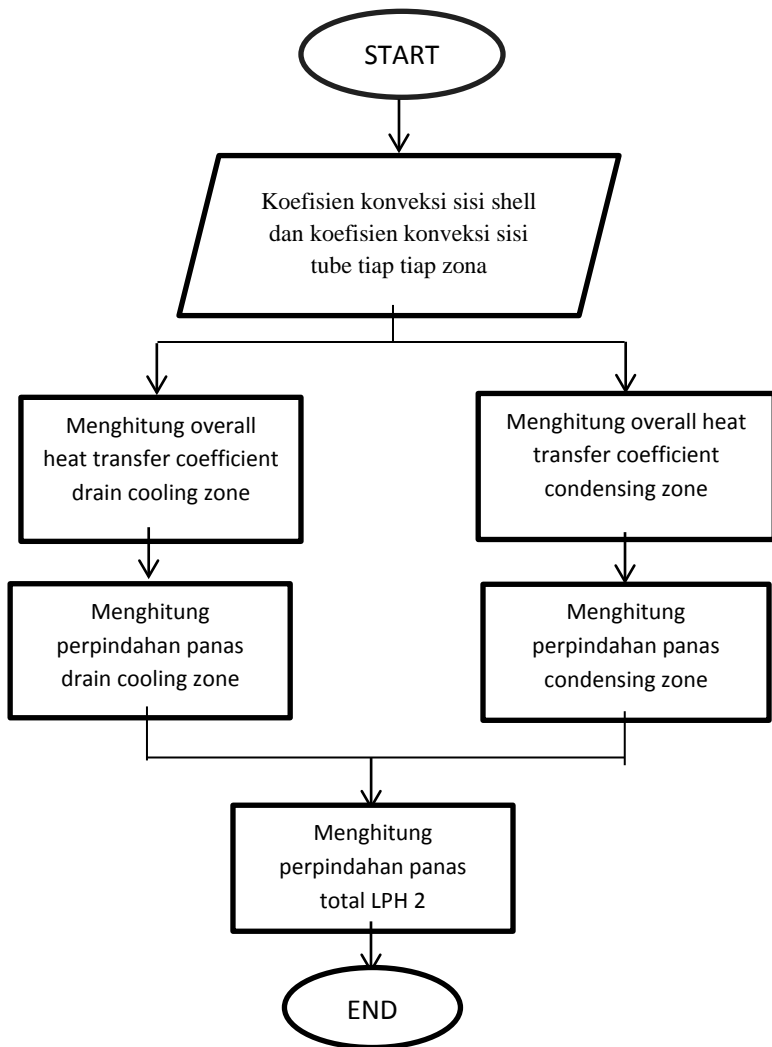 START
Koefisien konveksi sisi shell
dan koefisien konveksi sisi
tube tiap tiap zona
Menghitung overall
heat transfer coefficient
drain cooling zone
Menghitung overall heat
transfer coefficient
condensing zone
Menghitung
perpindahan panas
drain cooling zone
Menghitung
perpindahan panas
condensing zone
Menghitung
perpindahan panas
total LPH 2
END